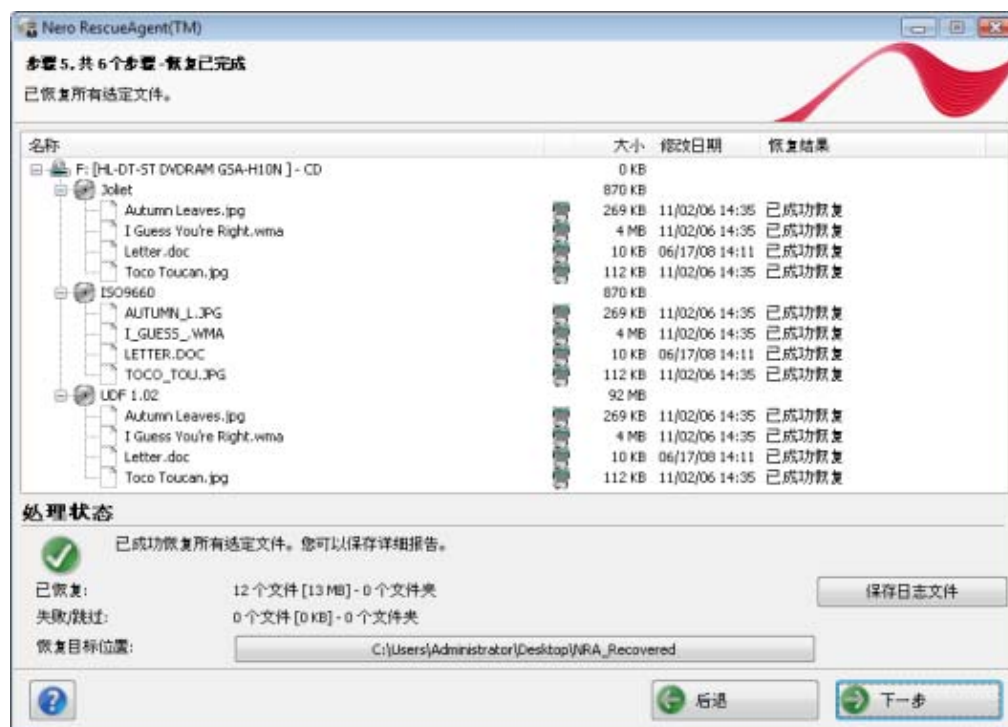 Nero RescueAgent(TM)
步骤 5, 共 6 个步骤 -恢复已完成
已恢复所有选定文件。
名称 大小 修改日期 恢复结果
F: [HL-DT-ST DVDRAM GSA-H10N ] - CD 0 KB
Joliet 870 KB
Autumn Leaves.jpg 269 KB 11/02/06 14:35 已成功恢复
I Guess You're Right.wma 4 MB 11/02/06 14:35 已成功恢复
Letter.doc 10 KB 06/17/08 14:11 已成功恢复
Toco Toucan.jpg 112 KB 11/02/06 14:35 已成功恢复
ISO9660 870 KB
AUTUMN_L.JPG 269 KB 11/02/06 14:35 已成功恢复
I_GUESS_.WMA 4 MB 11/02/06 14:35 已成功恢复
LETTER.DOC 10 KB 06/17/08 14:11 已成功恢复
TOCO_TOU.JPG 112 KB 11/02/06 14:35 已成功恢复
UDF 1.02 92 MB
Autumn Leaves.jpg 269 KB 11/02/06 14:35 已成功恢复
I Guess You're Right.wma 4 MB 11/02/06 14:35 已成功恢复
Letter.doc 10 KB 06/17/08 14:11 已成功恢复
Toco Toucan.jpg 112 KB 11/02/06 14:35 已成功恢复
处理状态
已成功恢复所有选定文件。您可以保存详细报告。
已恢复: 12 个文件 [13 MB] - 0 个文件夹 保存日志文件
失败/跳过: 0 个文件 [0 KB] - 0 个文件夹
恢复目标位置: C:\Users\Administrator\Desktop\NRA_Recovered
后退 下一步